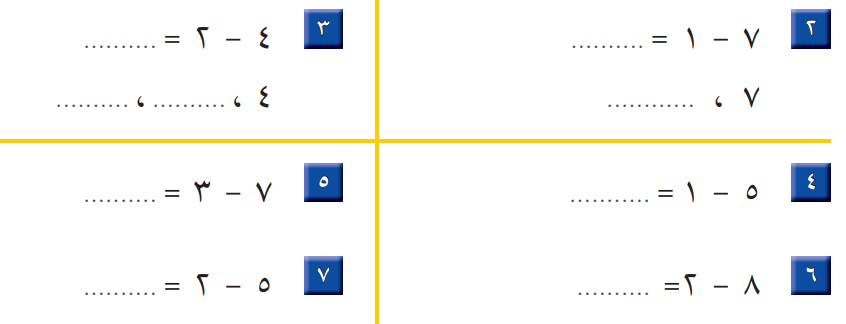 ٢ ٧ – ١ = ..........
٧ ، ............
٣ ٤ – ٢ = ..........
٤ ، .......... ، ..........
٤ ٥ – ١ = ...........
٥ ٧ – ٣ = ..........
٦ ٨ – ٢ = ..........
٧ ٥ – ٢ = ..........